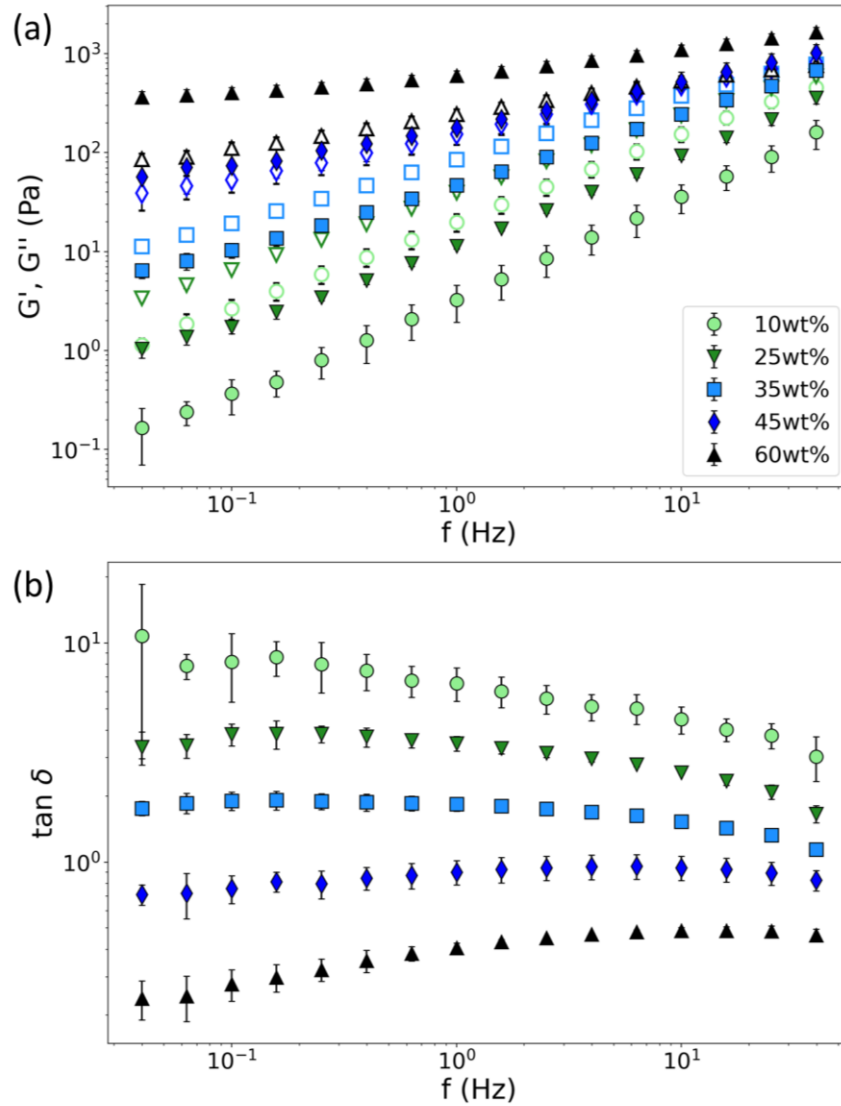 (a)
G', G'' (Pa)
10³
10²
10¹
10⁰
10⁻¹
10wt%
25wt%
35wt%
45wt%
60wt%
10⁻¹ 10⁰ 10¹
f (Hz)
(b)
tan δ
10¹
10⁰
10⁻¹ 10⁰ 10¹
f (Hz)